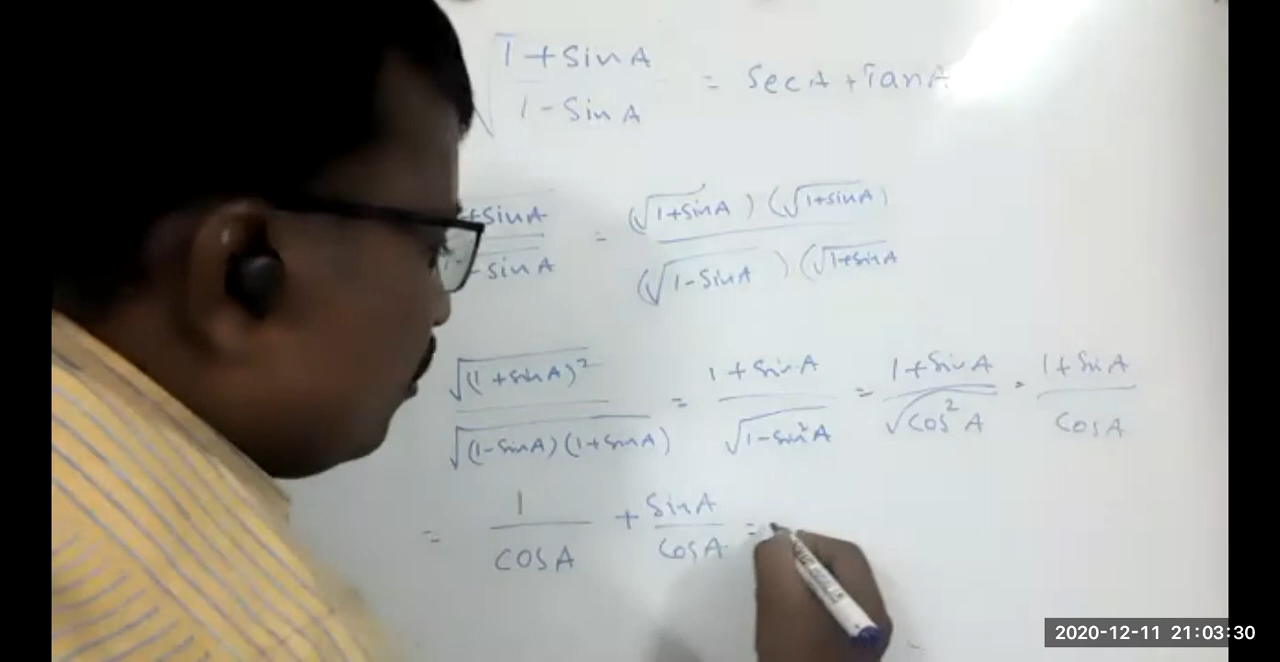 √(1+SinA / 1-SinA) = SecA + TanA
+SinA / -SinA = (√1+SinA)(√1+SinA) / (√1-SinA)(√1+SinA)
√(1+SinA)² / √(1-SinA)(1+SinA) = 1+SinA / √1-Sin²A = 1+SinA / √Cos²A = 1+SinA / CosA
= 1 / COSA + SinA / CosA =
2020-12-11 21:03:30